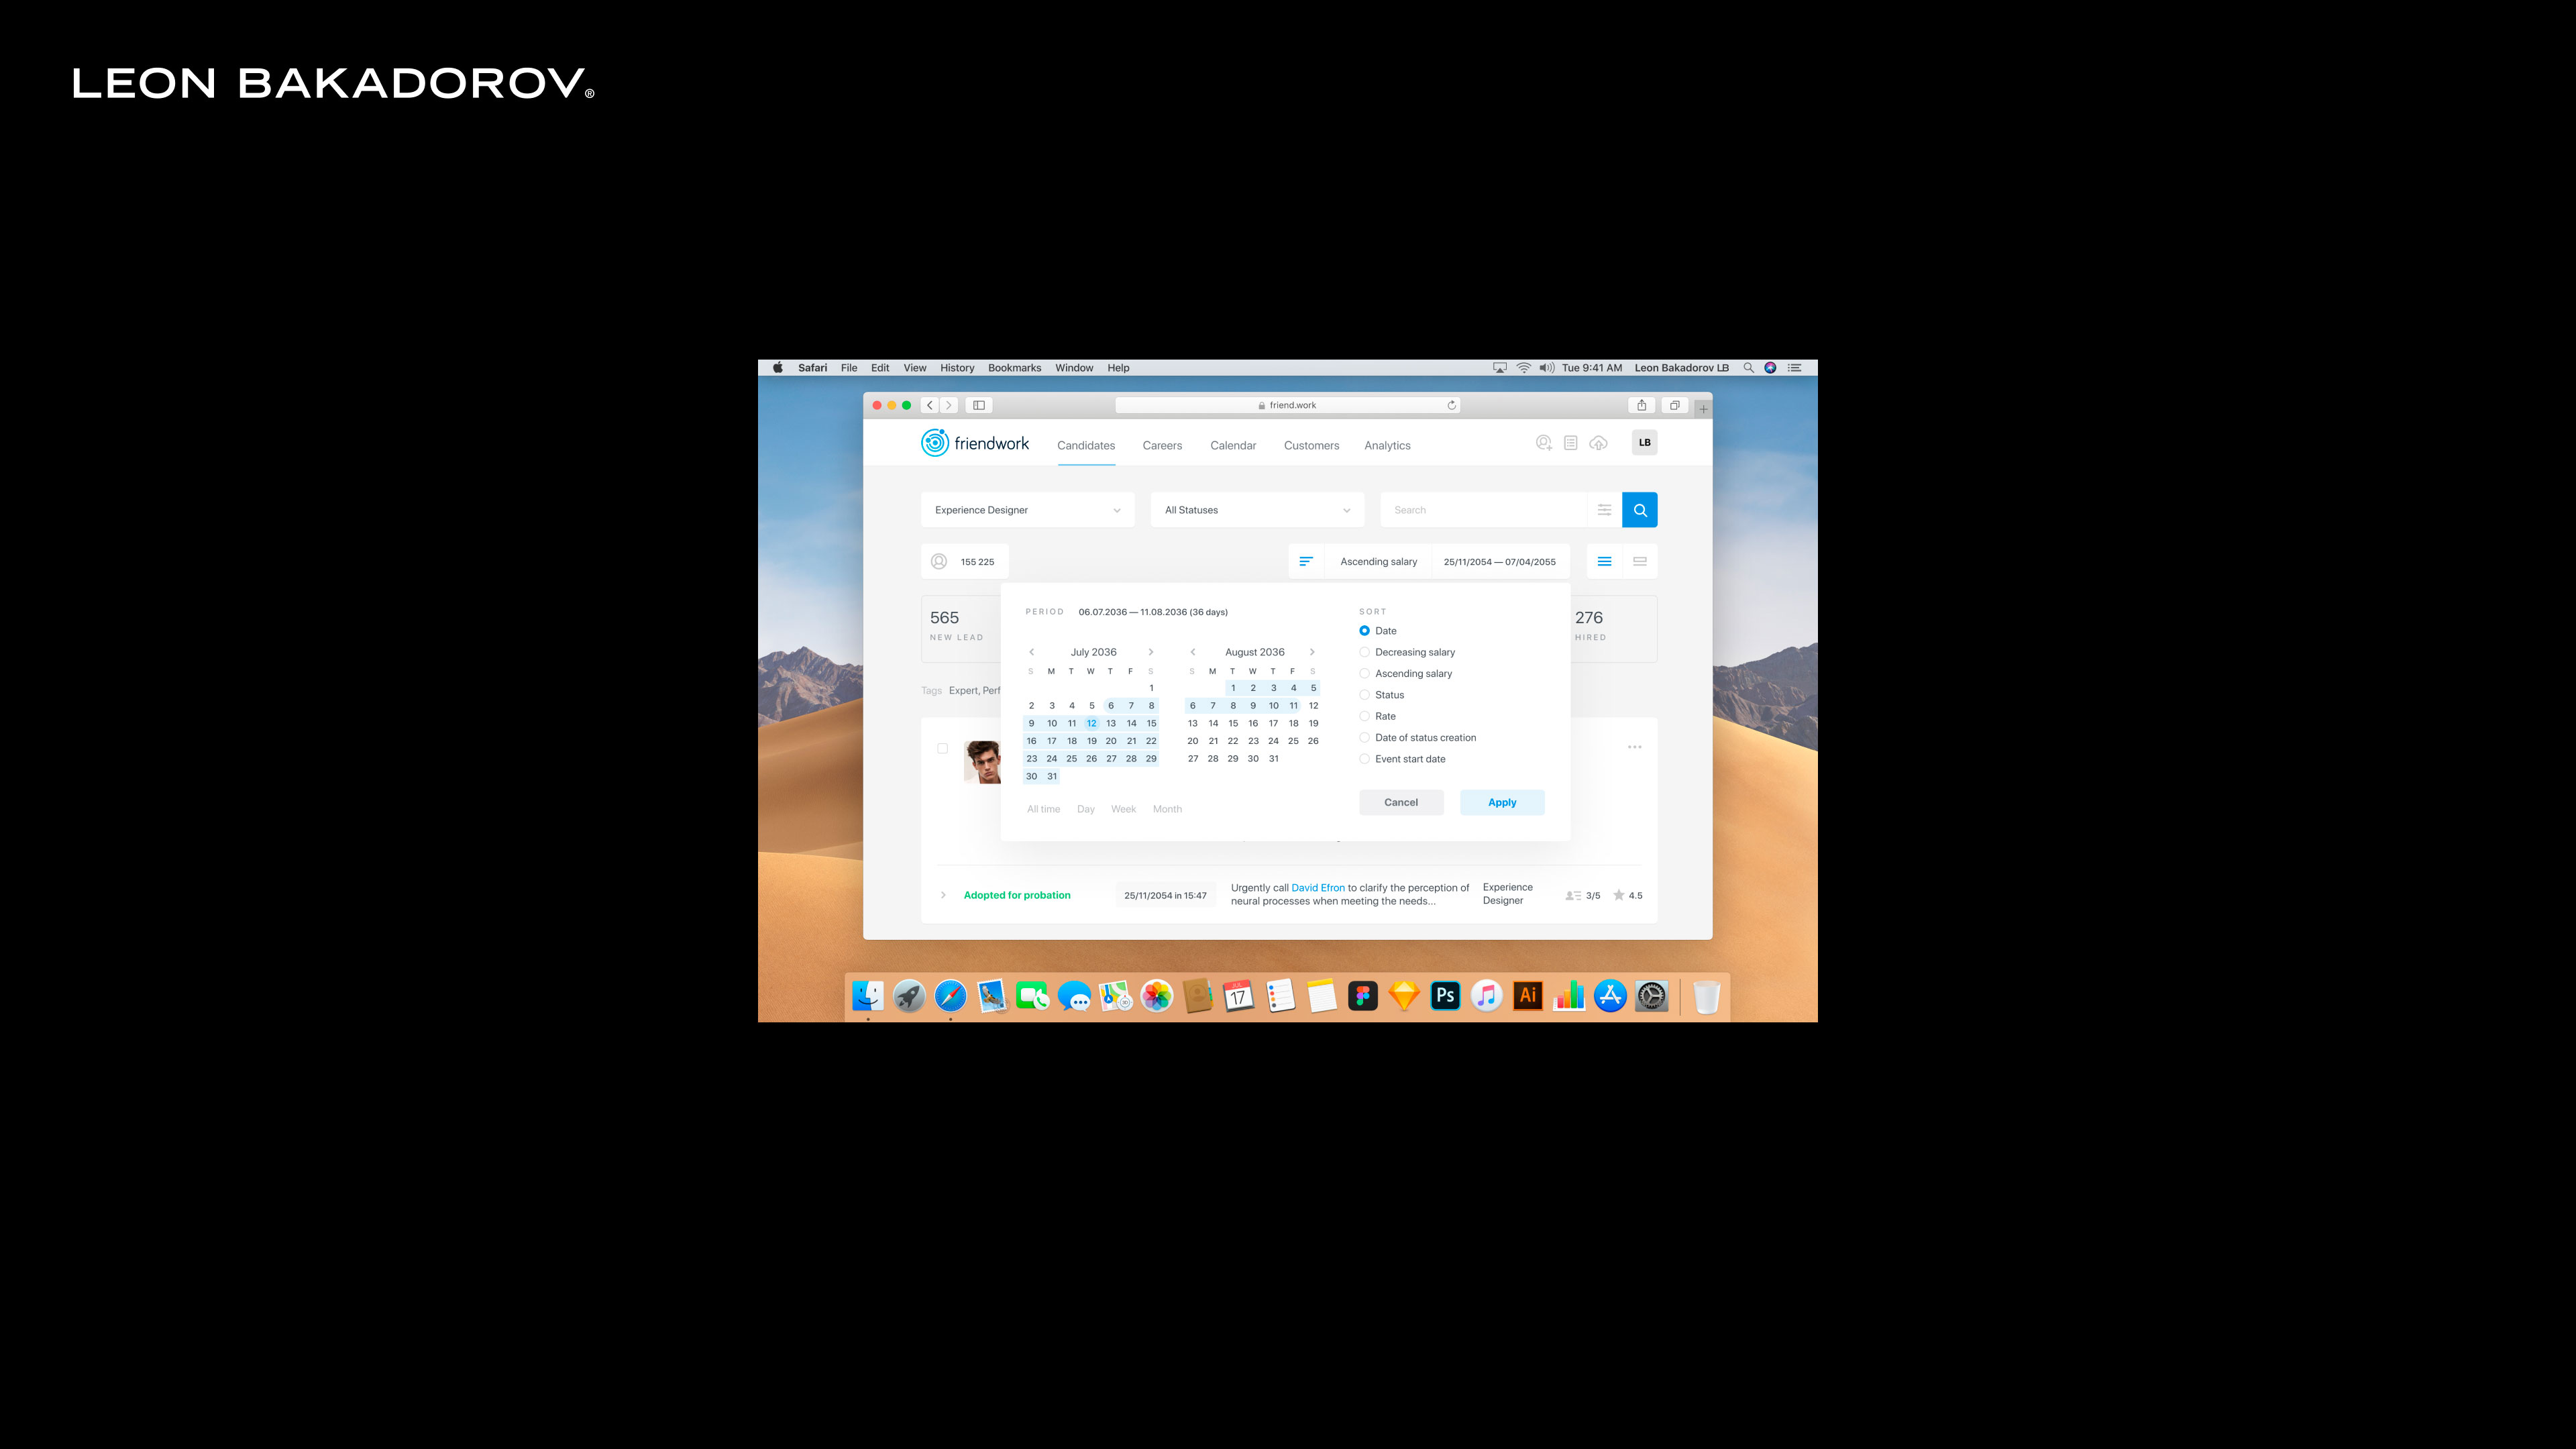 LEON BAKADOROV®
Safari File Edit View History Bookmarks Window Help Tue 9:41 AM Leon Bakadorov LB
friend.work
friendwork Candidates Careers Calendar Customers Analytics LB
Experience Designer All Statuses Search
155 225 Ascending salary 25/11/2054 — 07/04/2055
565 276
NEW LEAD HIRED
PERIOD 06.07.2036 — 11.08.2036 (36 days)
July 2036 August 2036
S M T W T F S S M T W T F S
1 1 2 3 4 5
2 3 4 5 6 7 8 6 7 8 9 10 11 12
9 10 11 12 13 14 15 13 14 15 16 17 18 19
16 17 18 19 20 21 22 20 21 22 23 24 25 26
23 24 25 26 27 28 29 27 28 29 30 31
30 31
All time Day Week Month
SORT
Date
Decreasing salary
Ascending salary
Status
Rate
Date of status creation
Event start date
Cancel Apply
Tags Expert, Perf
Adopted for probation 25/11/2054 in 15:47
Urgently call David Efron to clarify the perception of
neural processes when meeting the needs...
Experience
Designer
3/5 4.5
JUL
17
Ps
Ai